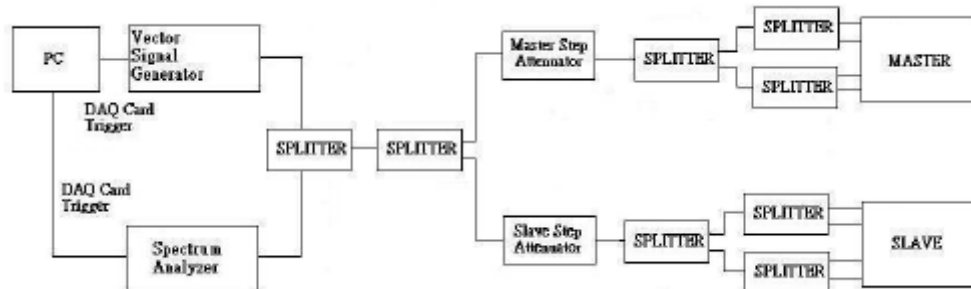 PC
Vector
Signal
Generator
DAQ Card
Trigger
DAQ Card
Trigger
Spectrum
Analyzer
SPLITTER
SPLITTER
Master Step
Attenuator
SPLITTER
SPLITTER
SPLITTER
MASTER
Slave Step
Attenuator
SPLITTER
SPLITTER
SPLITTER
SLAVE